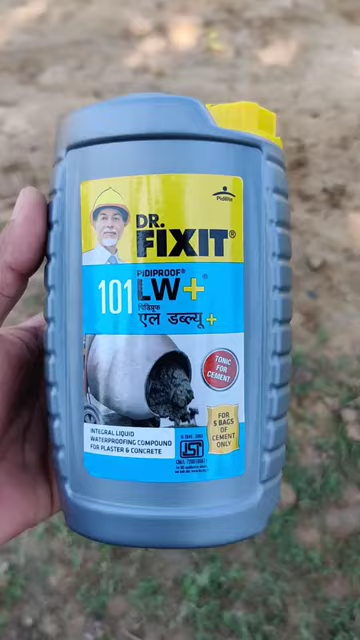 Pidilite
DR.
FIXIT®
PIDIPROOF®
101 LW+
पिडिप्रूफ
एल डब्ल्यू +
TONIC
FOR
CEMENT
FOR
5 BAGS
OF
CEMENT
ONLY
INTEGRAL LIQUID
WATERPROOFING COMPOUND
FOR PLASTER & CONCRETE